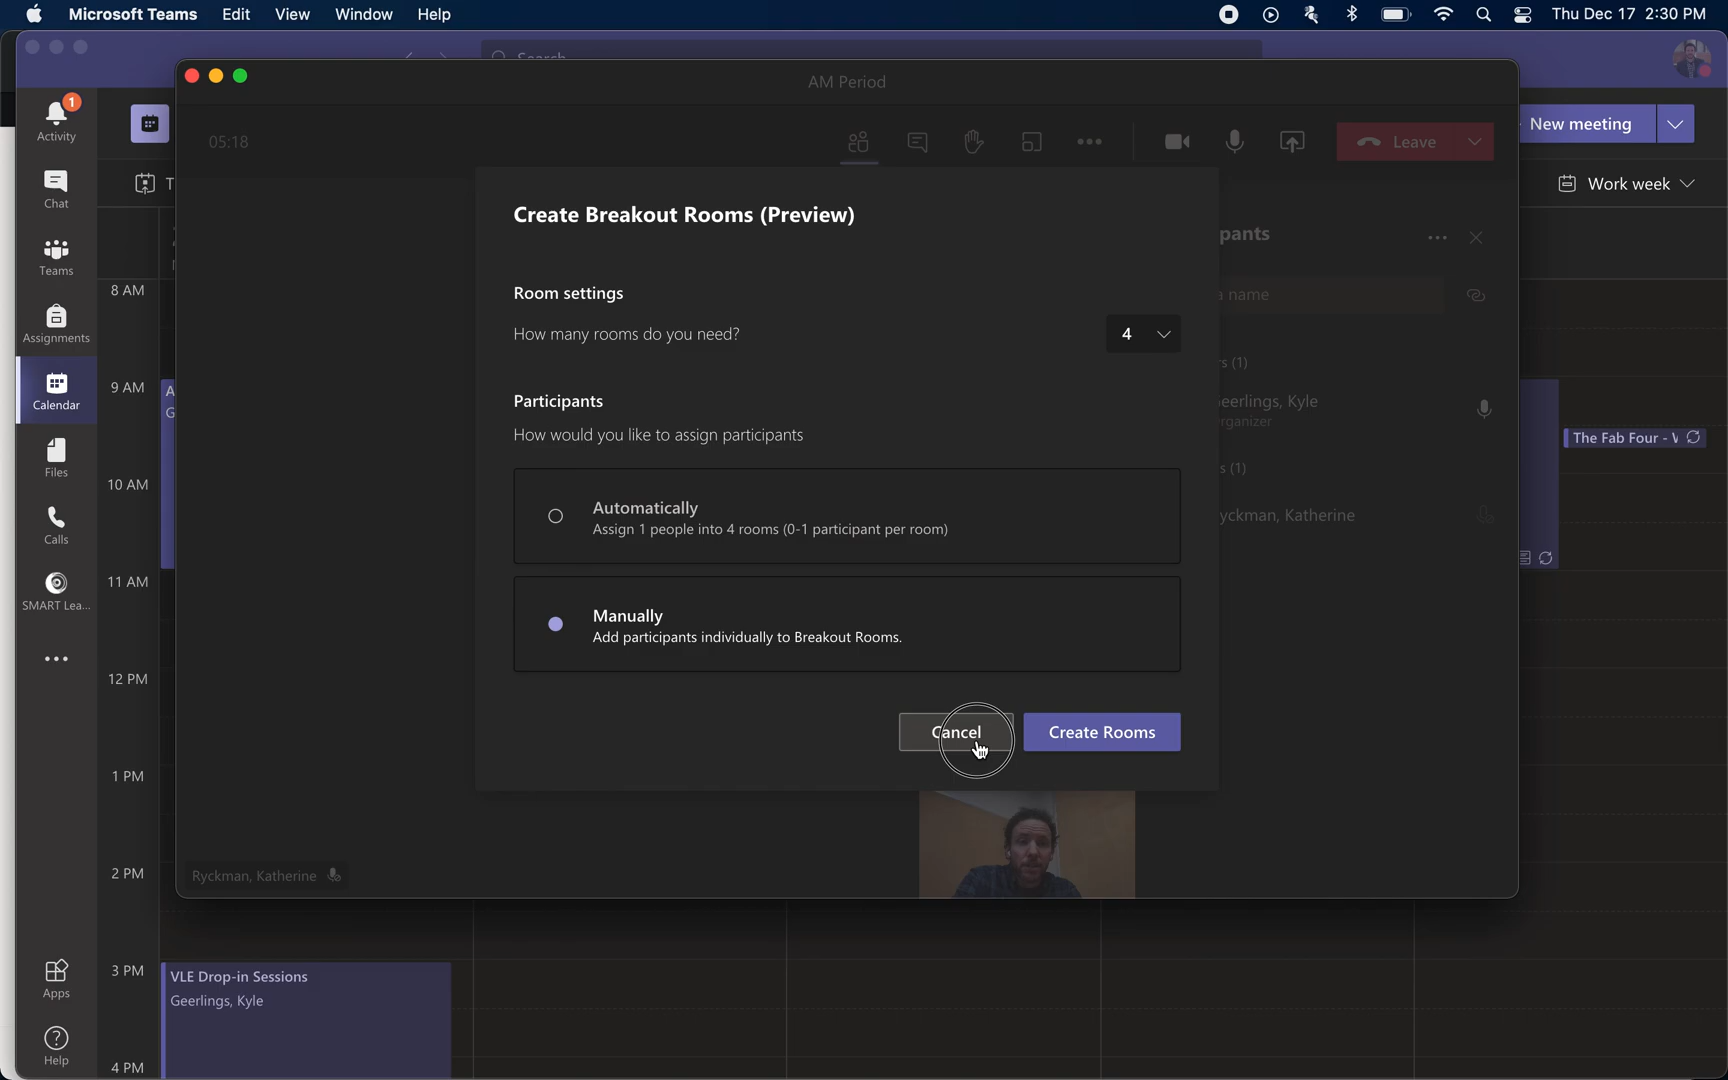 Microsoft Teams Edit View Window Help
Thu Dec 17 2:30 PM
Search
AM Period
1
Activity
Chat
Teams
Assignments
Calendar
Files
Calls
SMART Lea...
Apps
Help
05:18
Leave
New meeting
T
Work week
8 AM
9 AM
10 AM
11 AM
12 PM
1 PM
2 PM
3 PM
4 PM
A
G
Create Breakout Rooms (Preview)
Room settings
How many rooms do you need?
4
Participants
How would you like to assign participants
Automatically
Assign 1 people into 4 rooms (0-1 participant per room)
Manually
Add participants individually to Breakout Rooms.
Cancel
Create Rooms
pants
a name
s (1)
eerlings, Kyle
rganizer
s (1)
yckman, Katherine
The Fab Four - V
Ryckman, Katherine
VLE Drop-in Sessions
Geerlings, Kyle